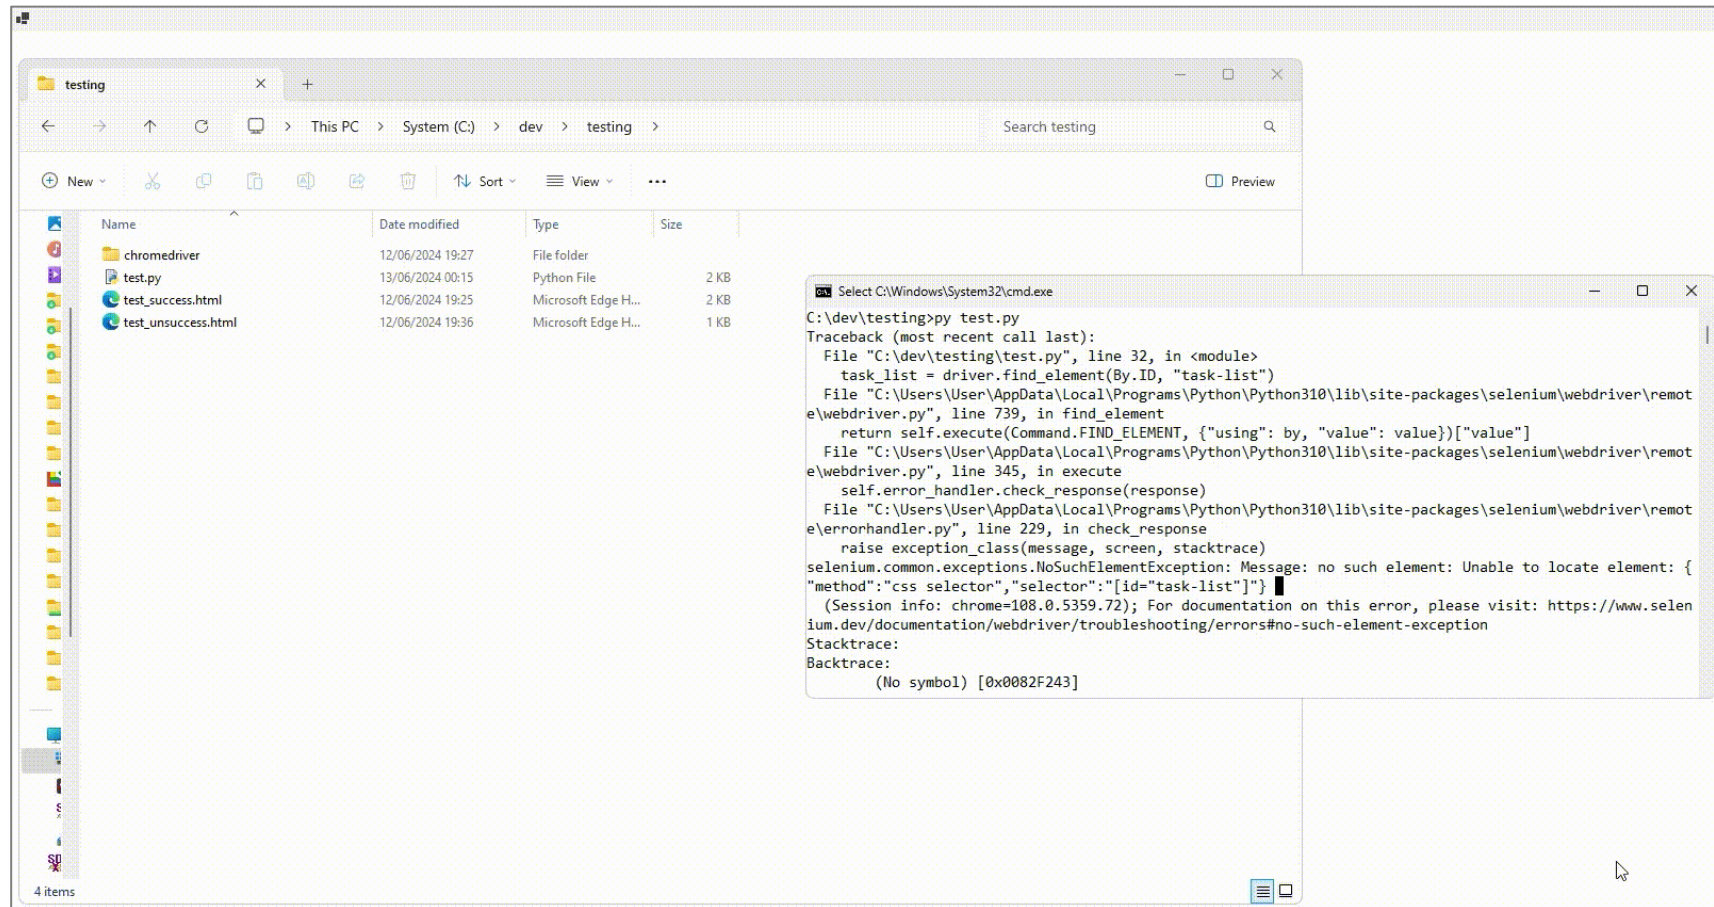 testing
This PC > System (C:) > dev > testing >
Search testing
New
Sort
View
Preview
Name Date modified Type Size
chromedriver 12/06/2024 19:27 File folder
test.py 13/06/2024 00:15 Python File 2 KB
test_success.html 12/06/2024 19:25 Microsoft Edge H... 2 KB
test_unsuccess.html 12/06/2024 19:36 Microsoft Edge H... 1 KB
4 items
Select C:\Windows\System32\cmd.exe
C:\dev\testing>py test.py
Traceback (most recent call last):
File "C:\dev\testing\test.py", line 32, in <module>
task_list = driver.find_element(By.ID, "task-list")
File "C:\Users\User\AppData\Local\Programs\Python\Python310\lib\site-packages\selenium\webdriver\remot
e\webdriver.py", line 739, in find_element
return self.execute(Command.FIND_ELEMENT, {"using": by, "value": value})["value"]
File "C:\Users\User\AppData\Local\Programs\Python\Python310\lib\site-packages\selenium\webdriver\remot
e\webdriver.py", line 345, in execute
self.error_handler.check_response(response)
File "C:\Users\User\AppData\Local\Programs\Python\Python310\lib\site-packages\selenium\webdriver\remot
e\errorhandler.py", line 229, in check_response
raise exception_class(message, screen, stacktrace)
selenium.common.exceptions.NoSuchElementException: Message: no such element: Unable to locate element: {
"method":"css selector","selector":"[id="task-list"]"}
(Session info: chrome=108.0.5359.72); For documentation on this error, please visit: https://www.selen
ium.dev/documentation/webdriver/troubleshooting/errors#no-such-element-exception
Stacktrace:
Backtrace:
(No symbol) [0x0082F243]